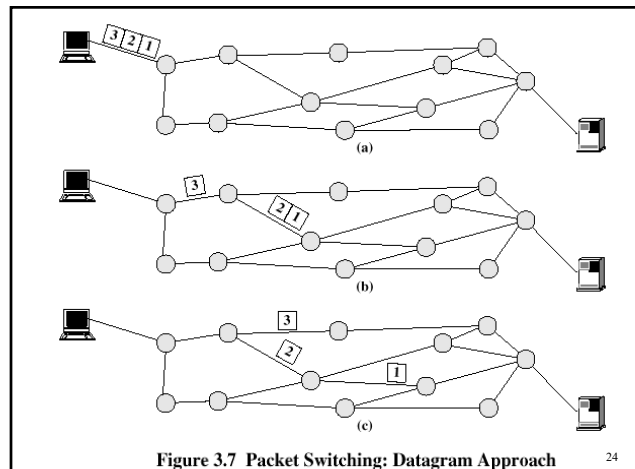 3 2 1
(a)
3
2 1
(b)
3
2
1
(c)
Figure 3.7 Packet Switching: Datagram Approach
24